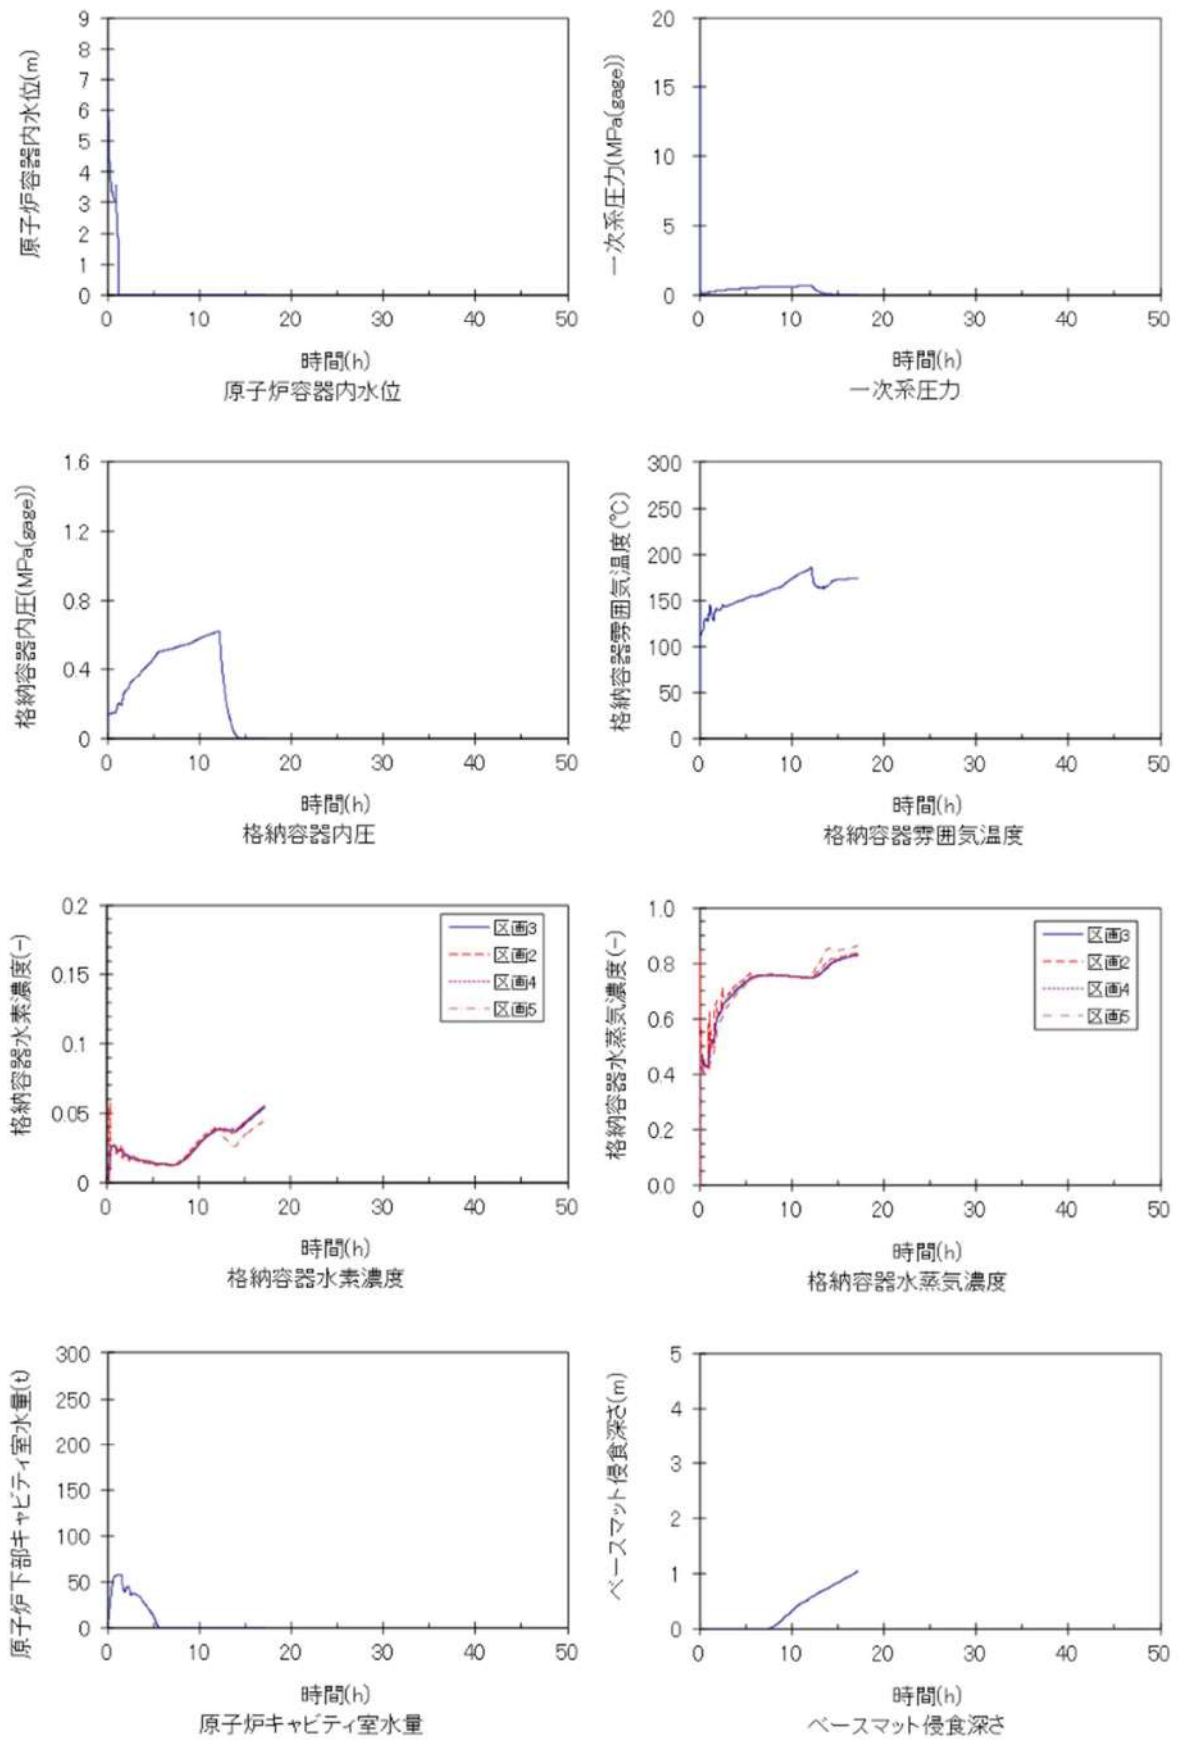 原子炉容器内水位(m)
9
8
7
6
5
4
3
2
1
0
0 10 20 30 40 50
時間(h)
原子炉容器内水位
一次系圧力(MPa(gage))
20
15
10
5
0
0 10 20 30 40 50
時間(h)
一次系圧力
格納容器内圧(MPa(gage))
1.6
1.2
0.8
0.4
0
0 10 20 30 40 50
時間(h)
格納容器内圧
格納容器雰囲気温度(℃)
300
250
200
150
100
50
0
0 10 20 30 40 50
時間(h)
格納容器雰囲気温度
格納容器水素濃度(-)
0.2
0.15
0.1
0.05
0
区画3
区画2
区画4
区画5
0 10 20 30 40 50
時間(h)
格納容器水素濃度
格納容器水蒸気濃度(-)
1.0
0.8
0.6
0.4
0.2
0.0
区画3
区画2
区画4
区画5
0 10 20 30 40 50
時間(h)
格納容器水蒸気濃度
原子炉下部キャビティ室水量(t)
300
250
200
150
100
50
0
0 10 20 30 40 50
時間(h)
原子炉キャビティ室水量
ベースマット侵食深さ(m)
5
4
3
2
1
0
0 10 20 30 40 50
時間(h)
ベースマット侵食深さ